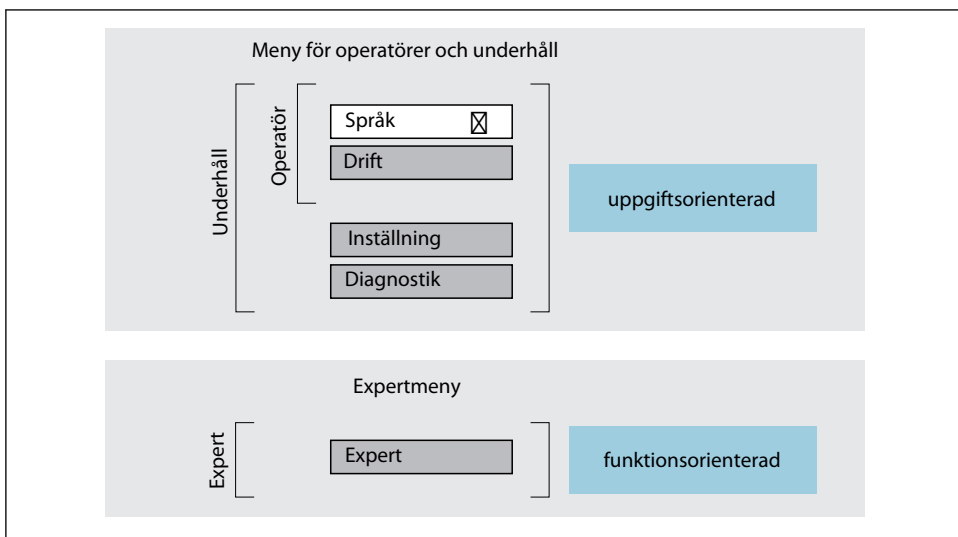 Meny för operatörer och underhåll
Underhåll
Operatör
Språk
Drift
Inställning
Diagnostik
uppgiftsorienterad
Expertmeny
Expert
Expert
funktionsorienterad